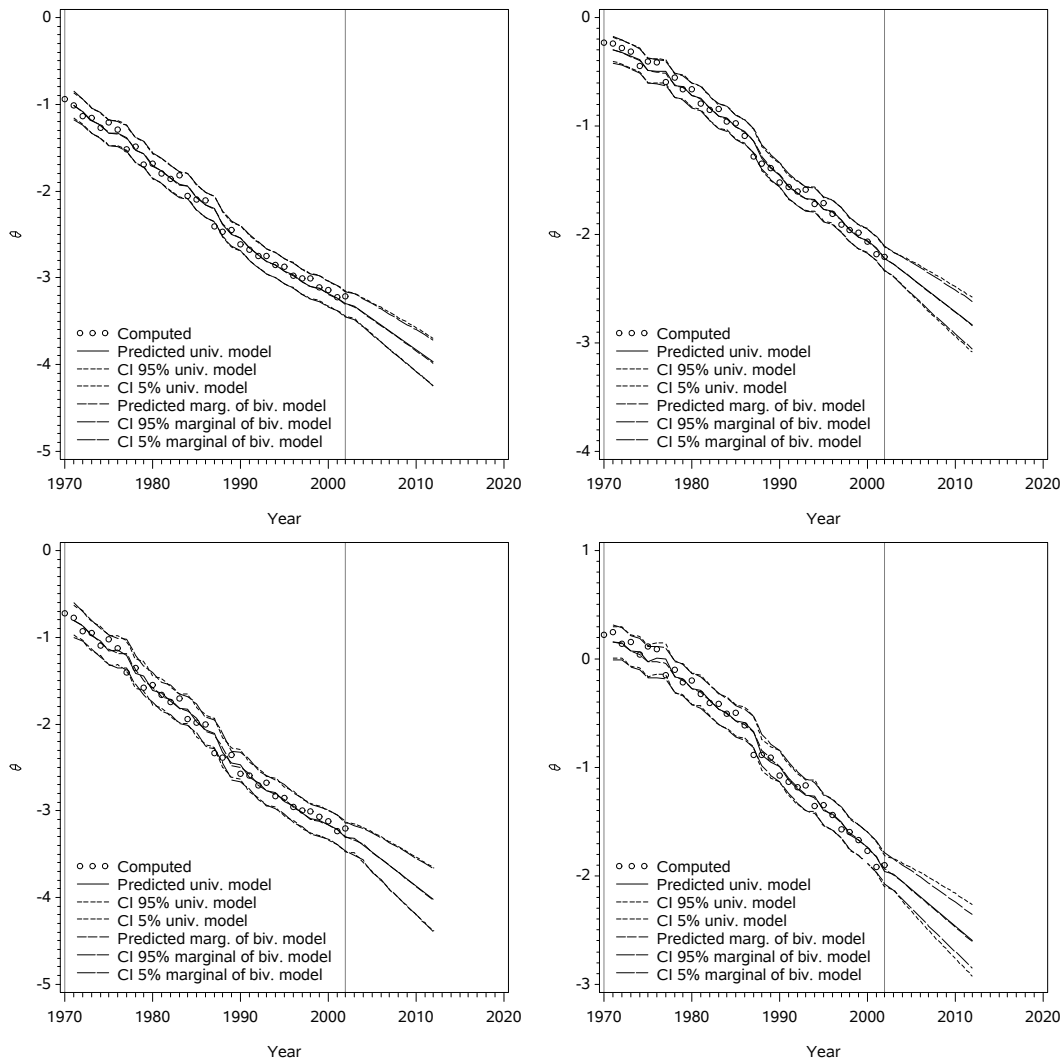 0
-1
-2
-3
-4
-5
θ
Computed
Predicted univ. model
CI 95% univ. model
CI 5% univ. model
Predicted marg. of biv. model
CI 95% marginal of biv. model
CI 5% marginal of biv. model
1970 1980 1990 2000 2010 2020
Year
0
-1
-2
-3
-4
θ
Computed
Predicted univ. model
CI 95% univ. model
CI 5% univ. model
Predicted marg. of biv. model
CI 95% marginal of biv. model
CI 5% marginal of biv. model
1970 1980 1990 2000 2010 2020
Year
0
-1
-2
-3
-4
-5
θ
Computed
Predicted univ. model
CI 95% univ. model
CI 5% univ. model
Predicted marg. of biv. model
CI 95% marginal of biv. model
CI 5% marginal of biv. model
1970 1980 1990 2000 2010 2020
Year
1
0
-1
-2
-3
θ
Computed
Predicted univ. model
CI 95% univ. model
CI 5% univ. model
Predicted marg. of biv. model
CI 95% marginal of biv. model
CI 5% marginal of biv. model
1970 1980 1990 2000 2010 2020
Year